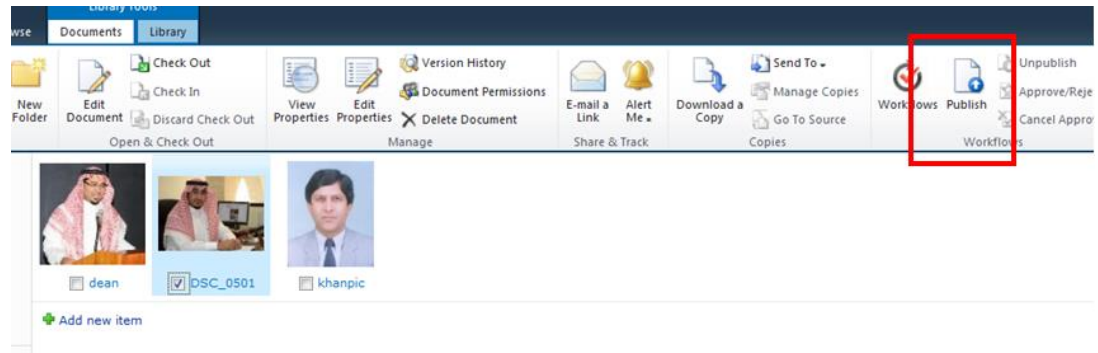 Library Tools
wse Documents Library
New Folder
Edit Document
Check Out
Check In
Discard Check Out
Open & Check Out
View Properties
Edit Properties
Version History
Document Permissions
Delete Document
Manage
E-mail a Link
Alert Me
Share & Track
Download a Copy
Send To
Manage Copies
Go To Source
Copies
Workflows
Publish
Unpublish
Approve/Reje
Cancel Appro
Workflows
dean
DSC_0501
khanpic
Add new item